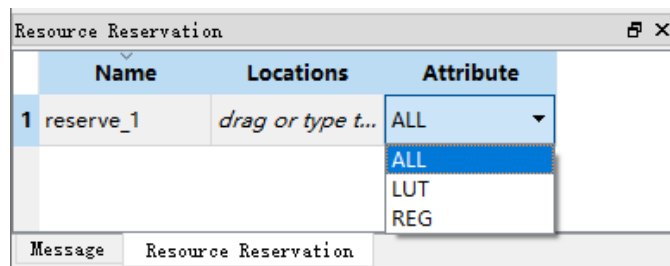 Resource Reservation
Name Locations Attribute
1 reserve_1 drag or type t... ALL
ALL
LUT
REG
Message Resource Reservation